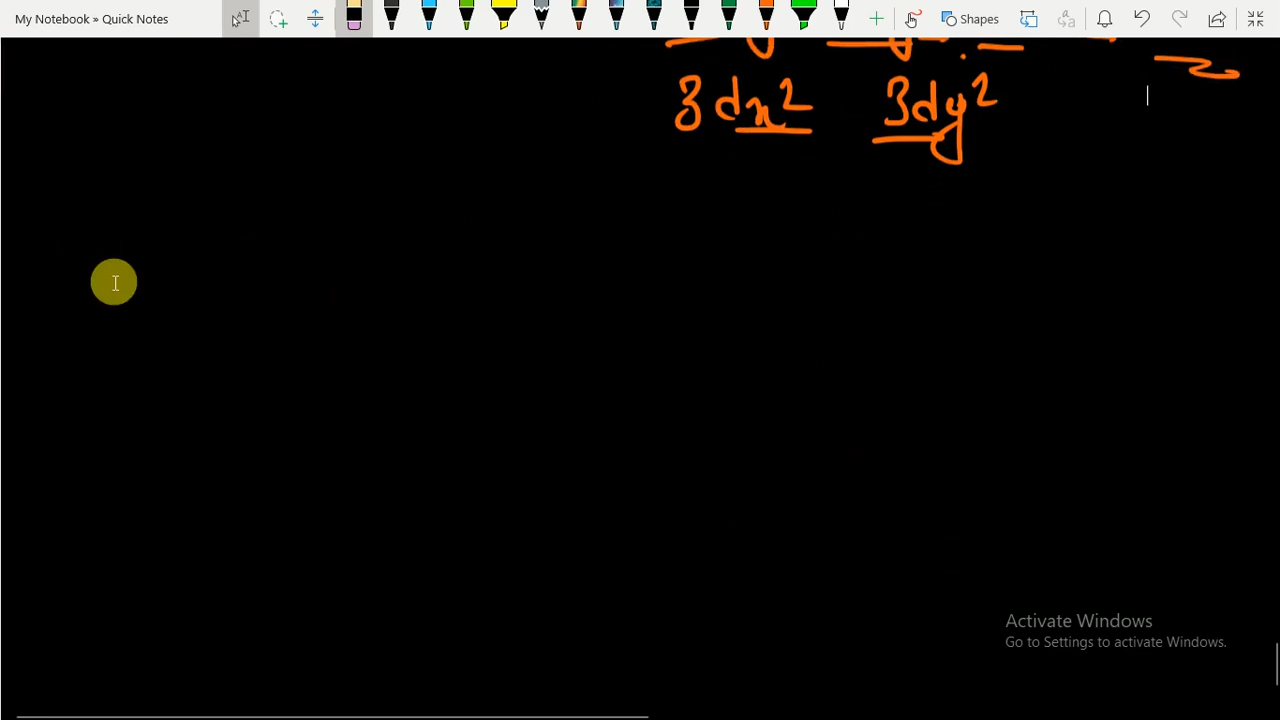 My Notebook » Quick Notes
Shapes
3dx² 3dy²
Activate Windows
Go to Settings to activate Windows.